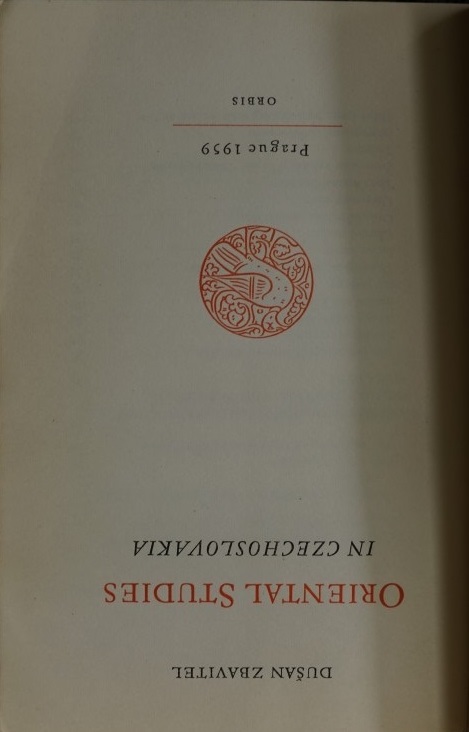 DUŠAN ZBAVITEL
ORIENTAL STUDIES
IN CZECHOSLOVAKIA
Prague 1959
ORBIS